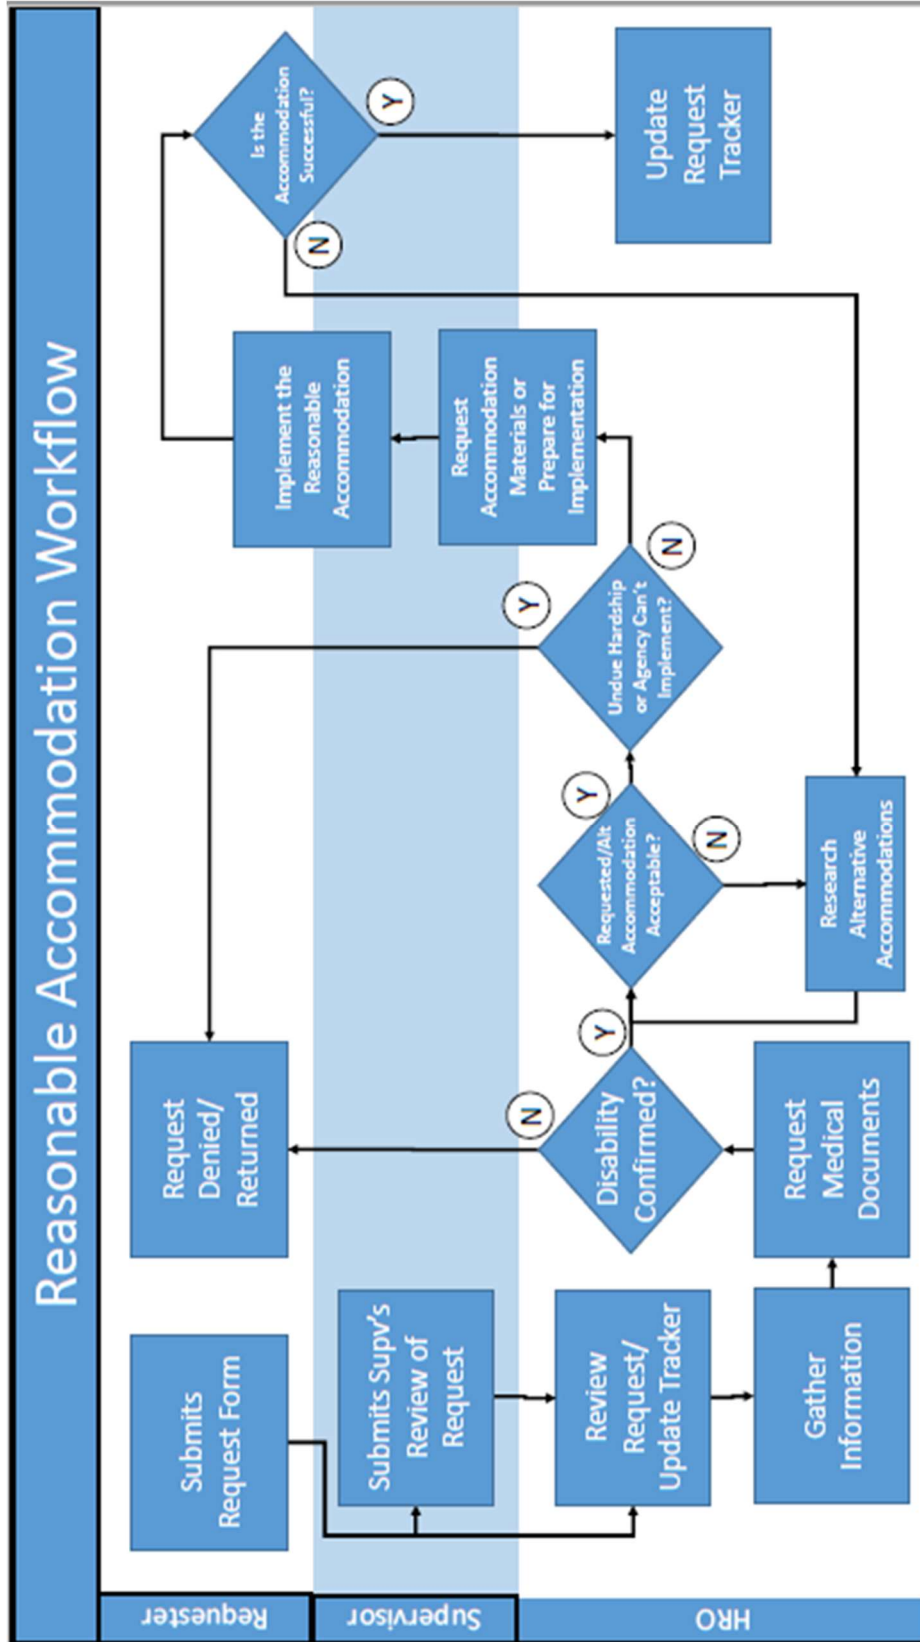 Reasonable Accommodation Workflow
Requester
Submits
Request Form
Request
Denied/
Returned
Implement the
Reasonable
Accommodation
Is the
Accommodation
Successful?
N
Y
Supervisor
Submits Supv's
Review of
Request
Request
Accommodation
Materials or
Prepare for
Implementation
HRO
Review
Request/
Update Tracker
Gather
Information
Request
Medical
Documents
Disability
Confirmed?
N
Y
Requested/Alt
Accommodation
Acceptable?
Y
N
Research
Alternative
Accommodations
Undue Hardship
or Agency Can't
Implement?
Y
N
Update
Request
Tracker